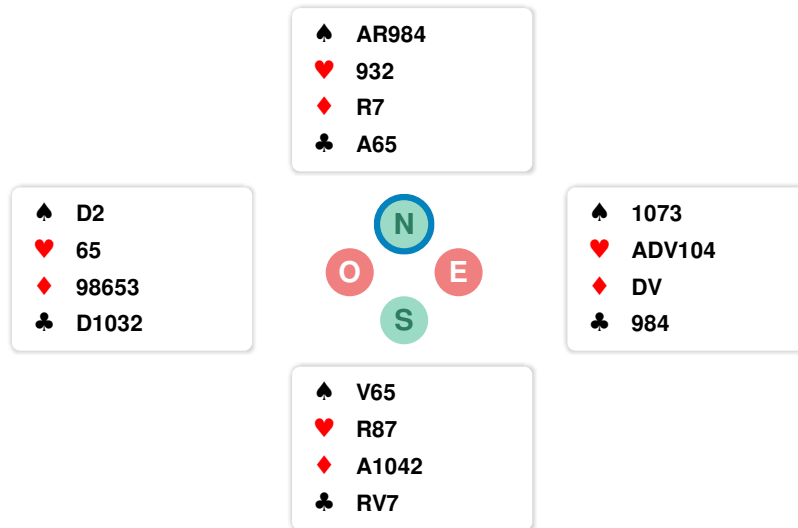 ♠ AR984
♥ 932
♦ R7
♣ A65
♠ D2
♥ 65
♦ 98653
♣ D1032
N
O E
S
♠ 1073
♥ ADV104
♦ DV
♣ 984
♠ V65
♥ R87
♦ A1042
♣ RV7